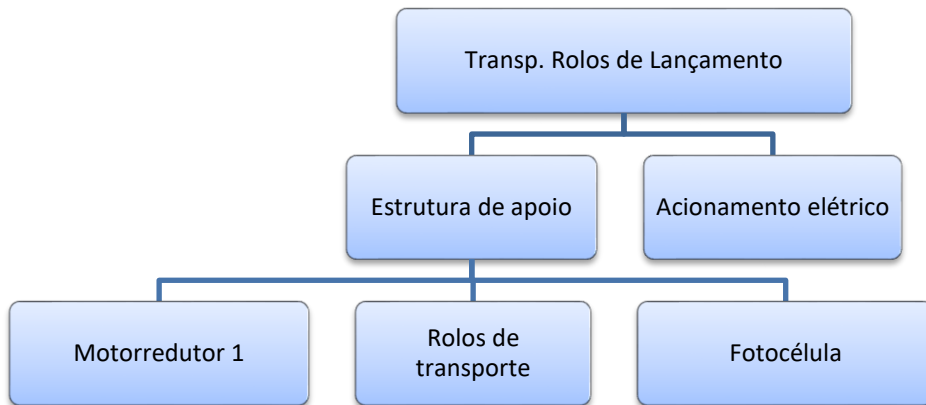 Transp. Rolos de Lançamento
Estrutura de apoio
Acionamento elétrico
Motorredutor 1
Rolos de
transporte
Fotocélula